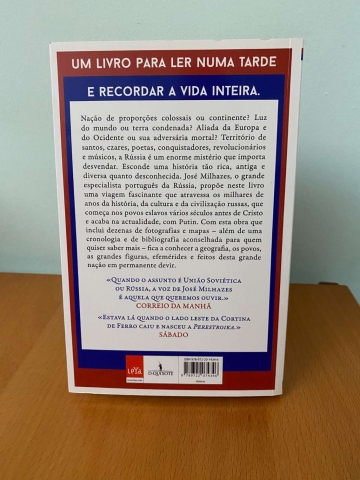 UM LIVRO PARA LER NUMA TARDE
E RECORDAR A VIDA INTEIRA.
Nação de proporções colossais ou continente? Luz
do mundo ou terra condenada? Aliada da Europa e
do Ocidente ou sua adversária mortal? Território de
santos, czares, poetas, conquistadores, revolucionários
e músicos, a Rússia é um enorme mistério que importa
desvendar. Esconde uma história tão rica, antiga e
diversa quanto desconhecida. José Milhazes, o grande
especialista português da Rússia, propõe neste livro
uma viagem fascinante que atravessa os milhares de
anos da história, da cultura e da civilização russas, que
começa nos povos eslavos vários séculos antes de Cristo
e acaba na actualidade, com Putin. Com esta obra que
inclui dezenas de fotografias e mapas – além de uma
cronologia e de bibliografia aconselhada para quem
quiser saber mais – fica a conhecer a geografia, os povos,
as grandes figuras, efemérides e feitos desta grande
nação em permanente devir.
«Quando o assunto é União Soviética
ou Rússia, a voz de José Milhazes
é aquela que queremos ouvir.»
CORREIO DA MANHÃ
«Estava lá quando o lado leste da Cortina
de Ferro caiu e nasceu a Perestroika.»
SÁBADO
LEYA
D. QUIXOTE